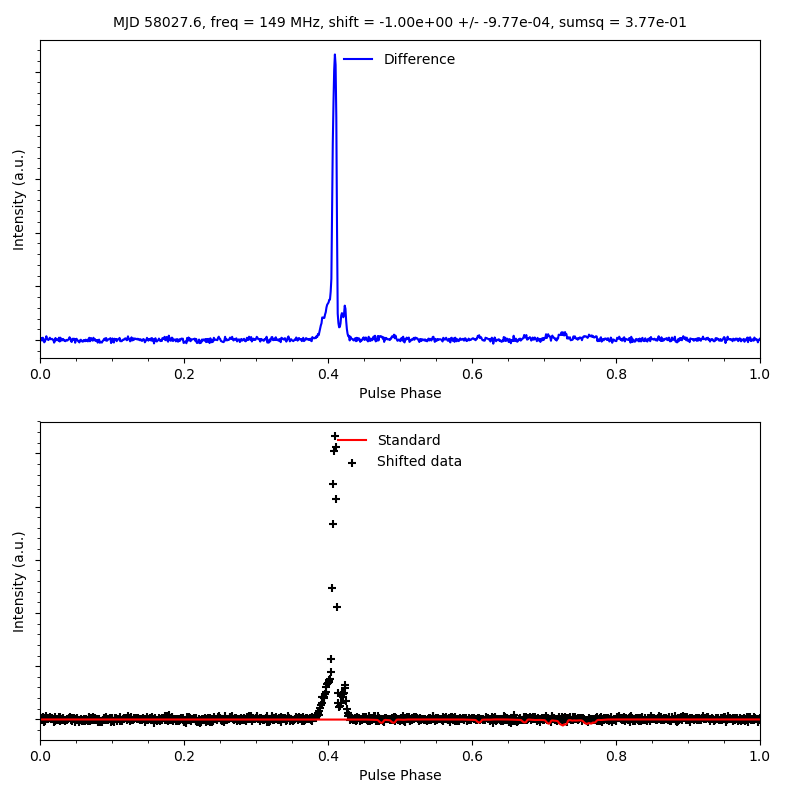 MJD 58027.6, freq = 149 MHz, shift = -1.00e+00 +/- -9.77e-04, sumsq = 3.77e-01
Difference
Intensity (a.u.)
0.0 0.2 0.4 0.6 0.8 1.0
Pulse Phase
Standard
Shifted data
Intensity (a.u.)
0.0 0.2 0.4 0.6 0.8 1.0
Pulse Phase